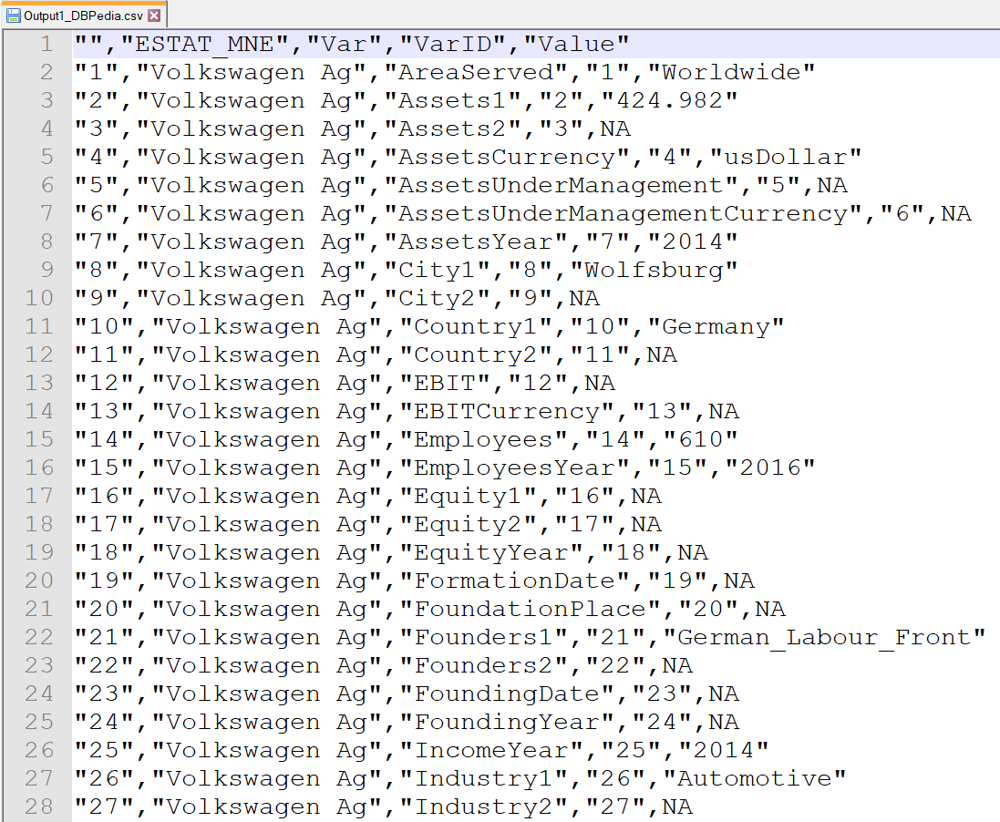 Output1_DBPedia.csv
1 "","ESTAT_MNE","Var","VarID","Value"
2 "1","Volkswagen Ag","AreaServed","1","Worldwide"
3 "2","Volkswagen Ag","Assets1","2","424.982"
4 "3","Volkswagen Ag","Assets2","3",NA
5 "4","Volkswagen Ag","AssetsCurrency","4","usDollar"
6 "5","Volkswagen Ag","AssetsUnderManagement","5",NA
7 "6","Volkswagen Ag","AssetsUnderManagementCurrency","6",NA
8 "7","Volkswagen Ag","AssetsYear","7","2014"
9 "8","Volkswagen Ag","City1","8","Wolfsburg"
10 "9","Volkswagen Ag","City2","9",NA
11 "10","Volkswagen Ag","Country1","10","Germany"
12 "11","Volkswagen Ag","Country2","11",NA
13 "12","Volkswagen Ag","EBIT","12",NA
14 "13","Volkswagen Ag","EBITCurrency","13",NA
15 "14","Volkswagen Ag","Employees","14","610"
16 "15","Volkswagen Ag","EmployeesYear","15","2016"
17 "16","Volkswagen Ag","Equity1","16",NA
18 "17","Volkswagen Ag","Equity2","17",NA
19 "18","Volkswagen Ag","EquityYear","18",NA
20 "19","Volkswagen Ag","FormationDate","19",NA
21 "20","Volkswagen Ag","FoundationPlace","20",NA
22 "21","Volkswagen Ag","Founders1","21","German_Labour_Front"
23 "22","Volkswagen Ag","Founders2","22",NA
24 "23","Volkswagen Ag","FoundingDate","23",NA
25 "24","Volkswagen Ag","FoundingYear","24",NA
26 "25","Volkswagen Ag","IncomeYear","25","2014"
27 "26","Volkswagen Ag","Industry1","26","Automotive"
28 "27","Volkswagen Ag","Industry2","27",NA